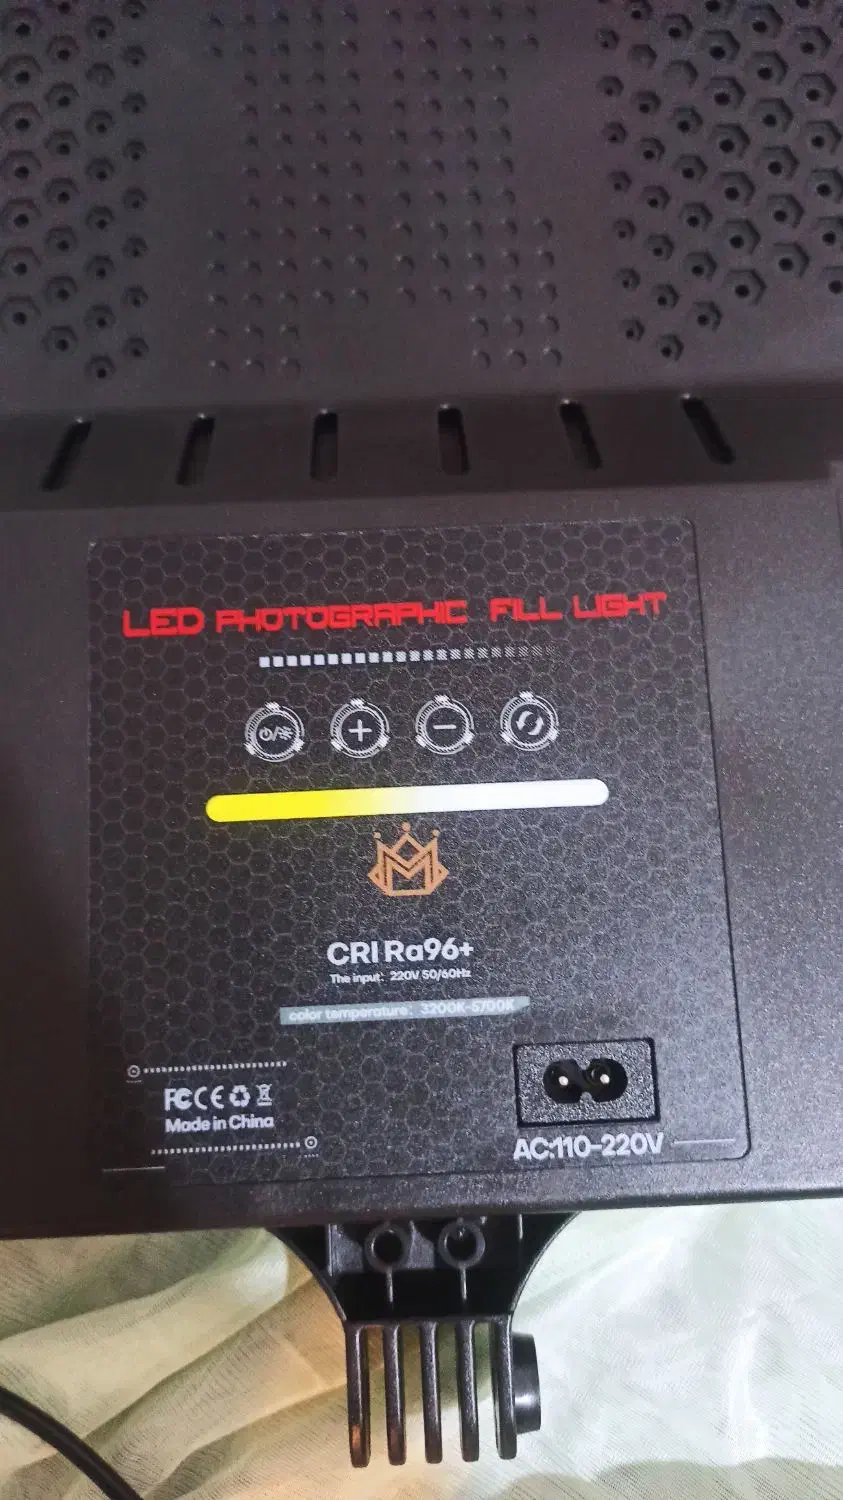 LED PHOTOGRAPHIC FILL LIGHT
CRI Ra96+
The input: 220V 50/60Hz
color temperature: 3200K-5700K
FC CE
Made in China
AC:110-220V